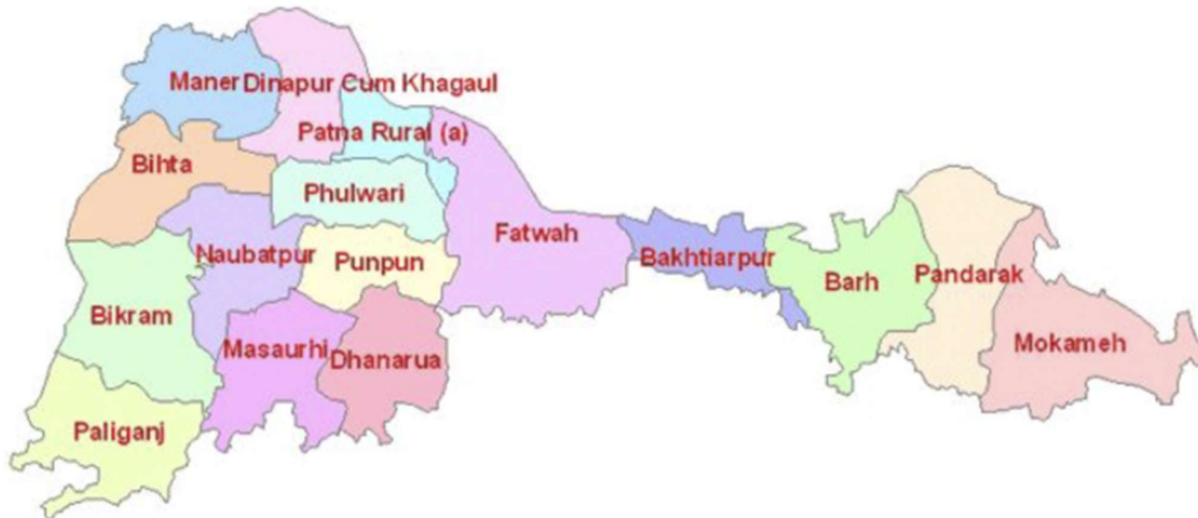 Maner
Dinapur Cum Khagaul
Patna Rural (a)
Bihta
Phulwari
Fatwah
Naubatpur
Punpun
Bakhtiarpur
Barh
Pandarak
Bikram
Masaurhi
Dhanarua
Mokameh
Paliganj